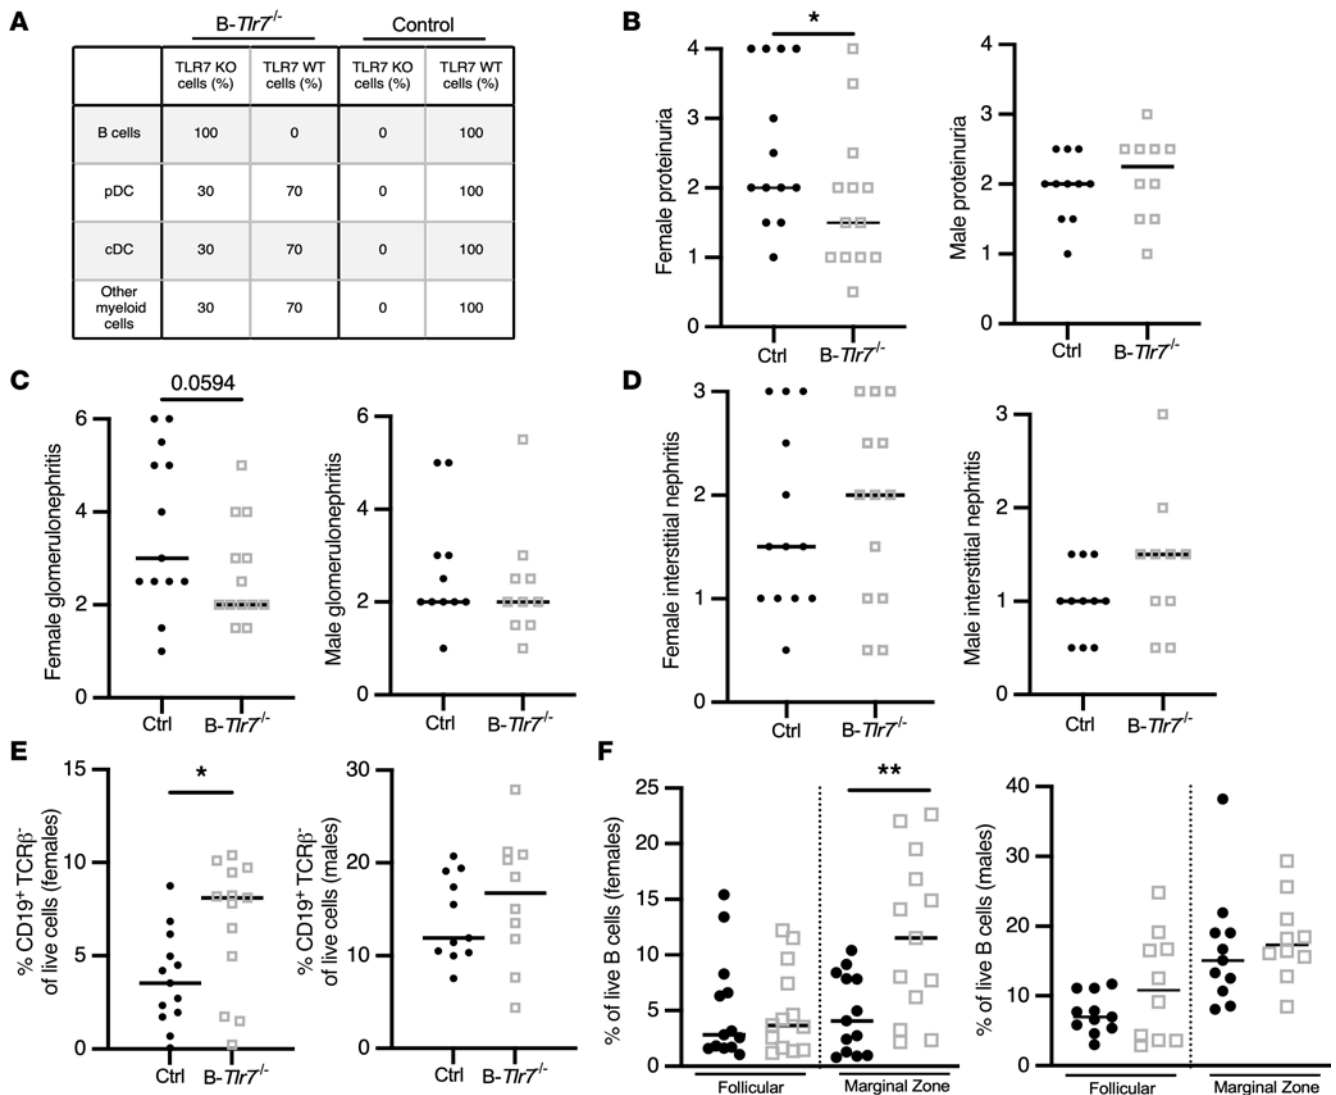 A
B-Tlr7-/- Control
TLR7 KO cells (%) TLR7 WT cells (%) TLR7 KO cells (%) TLR7 WT cells (%)
B cells 100 0 0 100
pDC 30 70 0 100
cDC 30 70 0 100
Other myeloid cells 30 70 0 100
B
Female proteinuria
4
3
2
1
0
*
Ctrl B-Tlr7-/-
Male proteinuria
4
3
2
1
0
Ctrl B-Tlr7-/-
C
Female glomerulonephritis
6
4
2
0
0.0594
Ctrl B-Tlr7-/-
Male glomerulonephritis
6
4
2
0
Ctrl B-Tlr7-/-
D
Female interstitial nephritis
3
2
1
0
Ctrl B-Tlr7-/-
Male interstitial nephritis
3
2
1
0
Ctrl B-Tlr7-/-
E
% CD19+ TCRβ-
of live cells (females)
15
10
5
0
*
Ctrl B-Tlr7-/-
% CD19+ TCRβ-
of live cells (males)
30
20
10
0
Ctrl B-Tlr7-/-
F
% of live B cells (females)
25
20
15
10
5
0
**
Follicular Marginal Zone
% of live B cells (males)
40
30
20
10
0
Follicular Marginal Zone